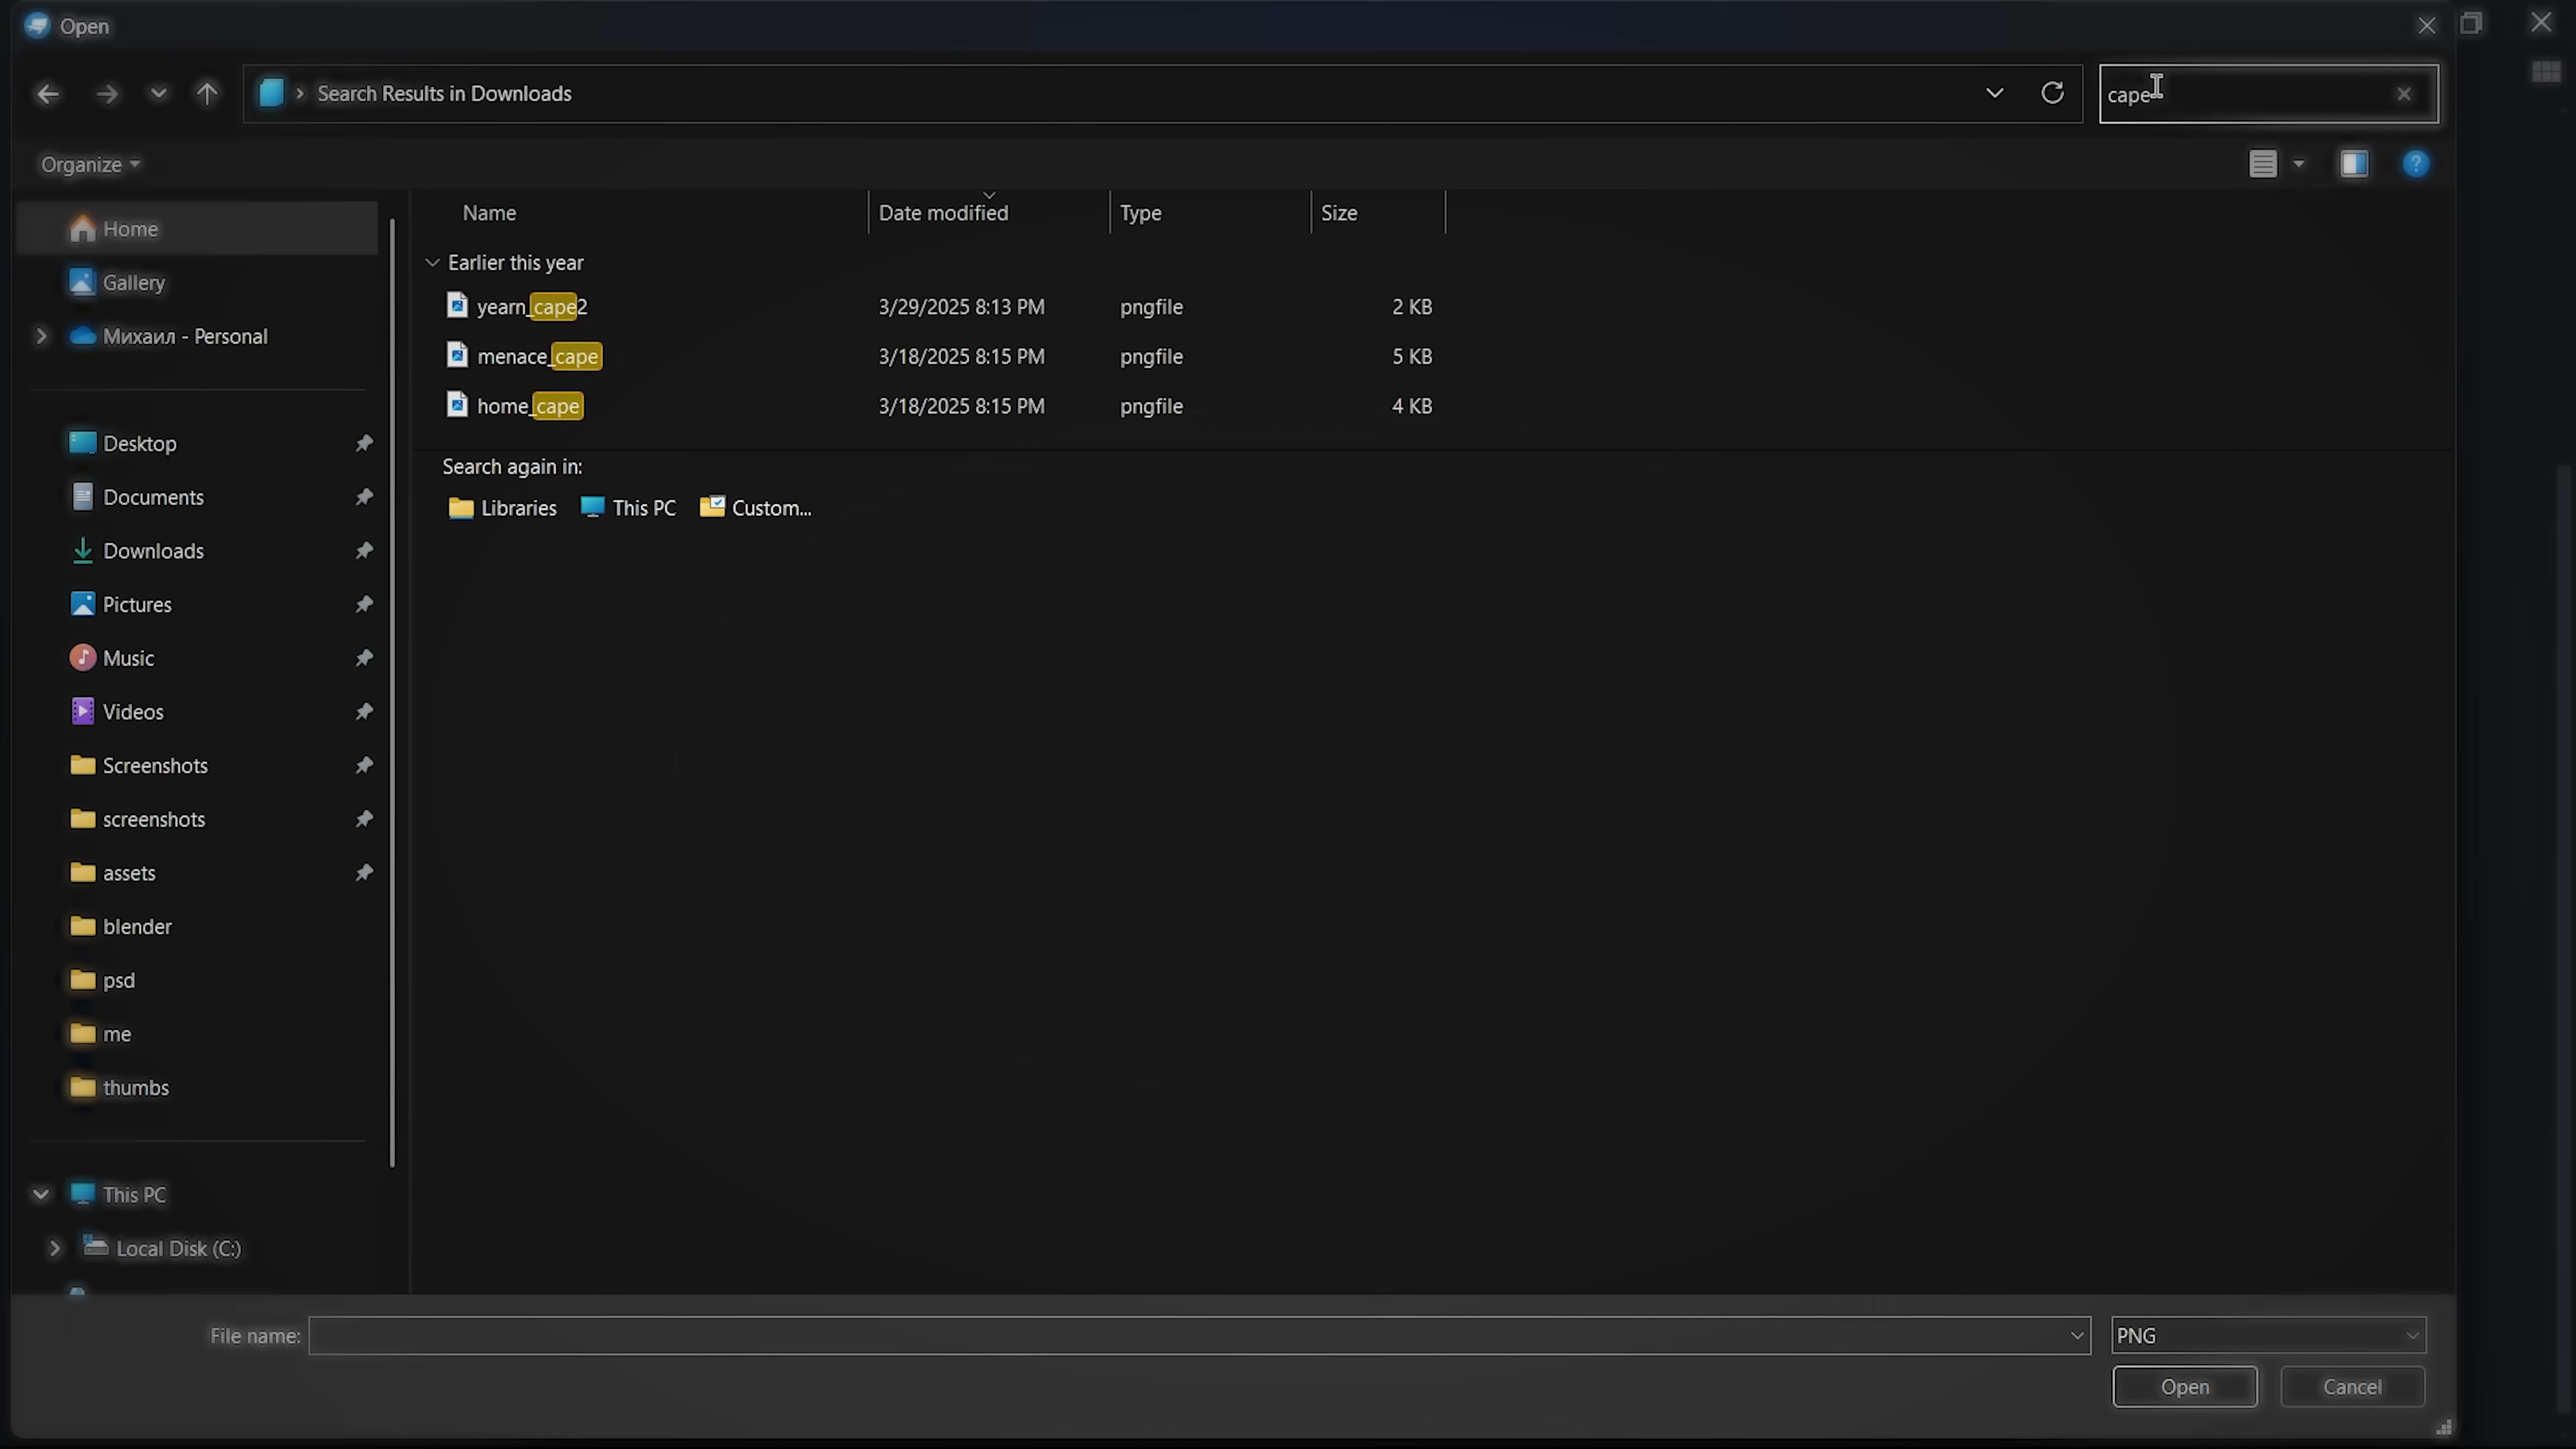 Open
Search Results in Downloads
cape
Organize
Home
Gallery
Михаил - Personal
Desktop
Documents
Downloads
Pictures
Music
Videos
Screenshots
screenshots
assets
blender
psd
me
thumbs
This PC
Local Disk (C:)
Name Date modified Type Size
Earlier this year
yearn_cape2 3/29/2025 8:13 PM pngfile 2 KB
menace_cape 3/18/2025 8:15 PM pngfile 5 KB
home_cape 3/18/2025 8:15 PM pngfile 4 KB
Search again in:
Libraries This PC Custom...
File name:
PNG
Open Cancel